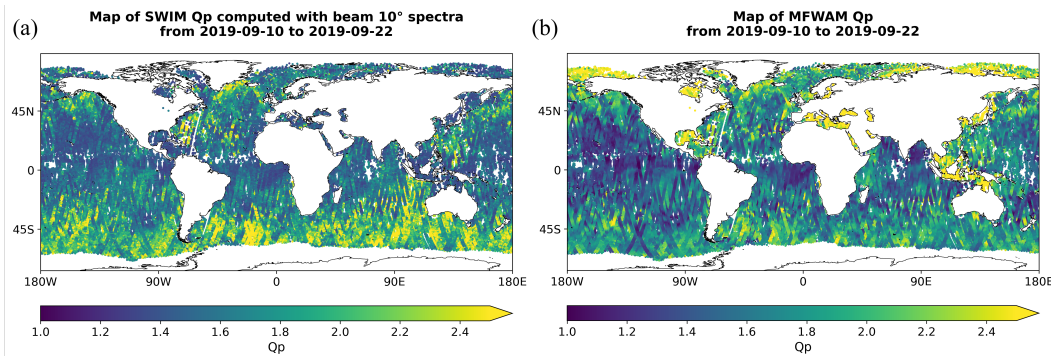 (a)
Map of SWIM Qp computed with beam 10° spectra
from 2019-09-10 to 2019-09-22
45N
0
45S
180W 90W 0 90E 180E
1.0 1.2 1.4 1.6 1.8 2.0 2.2 2.4
Qp
(b)
Map of MFWAM Qp
from 2019-09-10 to 2019-09-22
45N
0
45S
180W 90W 0 90E 180E
1.0 1.2 1.4 1.6 1.8 2.0 2.2 2.4
Qp